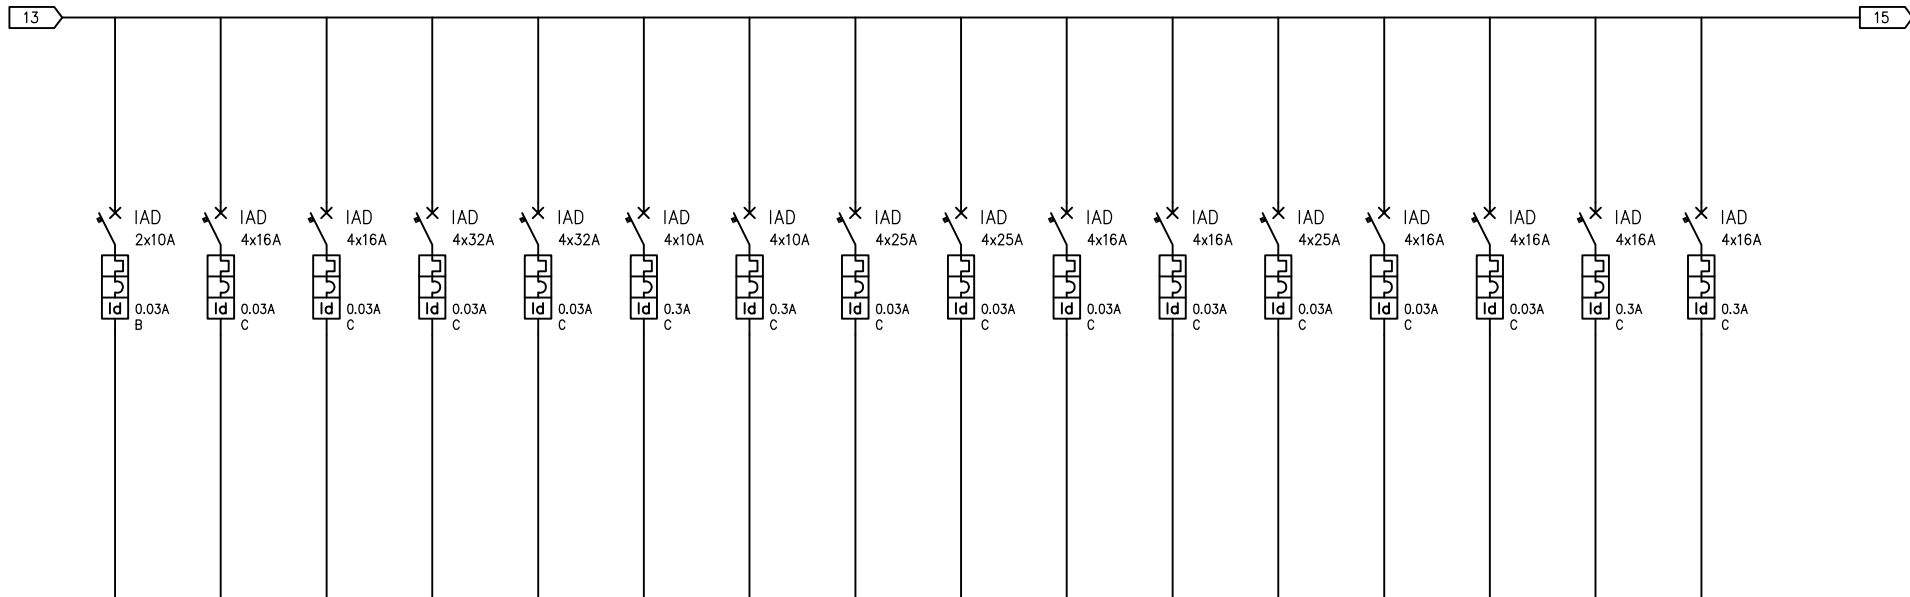 13
15
IAD IAD IAD IAD IAD IAD IAD IAD IAD IAD IAD IAD IAD IAD IAD IAD
2x10A 4x16A 4x16A 4x32A 4x32A 4x10A 4x10A 4x25A 4x25A 4x16A 4x16A 4x25A 4x16A 4x16A 4x16A 4x16A
Id 0.03A Id 0.03A Id 0.03A Id 0.03A Id 0.03A Id 0.3A Id 0.3A Id 0.03A Id 0.03A Id 0.03A Id 0.03A Id 0.03A Id 0.03A Id 0.03A Id 0.3A Id 0.3A
B C C C C C C C C C C C C C C C